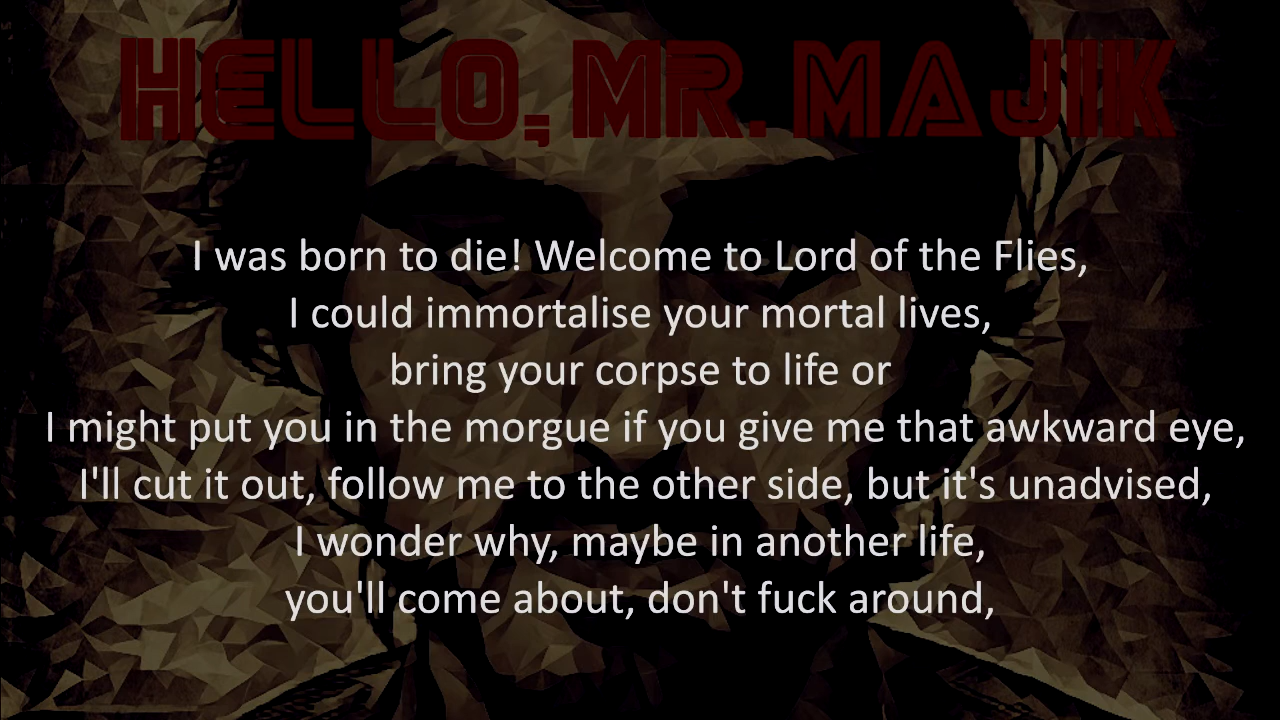 HELLO, MR. MAJIK
I was born to die! Welcome to Lord of the Flies,
I could immortalise your mortal lives,
bring your corpse to life or
I might put you in the morgue if you give me that awkward eye,
I'll cut it out, follow me to the other side, but it's unadvised,
I wonder why, maybe in another life,
you'll come about, don't fuck around,